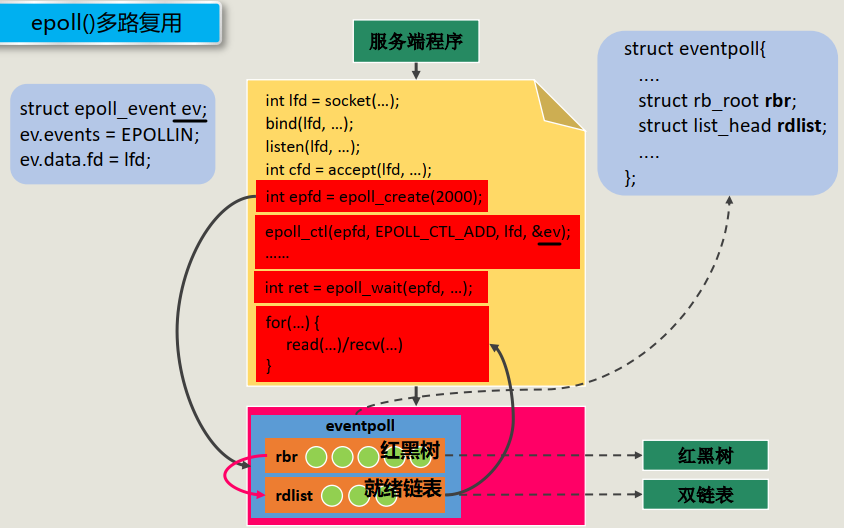 epoll()多路复用
服务端程序
struct epoll_event ev;
ev.events = EPOLLIN;
ev.data.fd = lfd;
int lfd = socket(…);
bind(lfd, …);
listen(lfd, …);
int cfd = accept(lfd, …);
int epfd = epoll_create(2000);
epoll_ctl(epfd, EPOLL_CTL_ADD, lfd, &ev);
……
int ret = epoll_wait(epfd, …);
for(…) {
read(…)/recv(…)
}
struct eventpoll{
....
struct rb_root rbr;
struct list_head rdlist;
....
};
eventpoll
rbr 红黑树
rdlist 就绪链表
红黑树
双链表